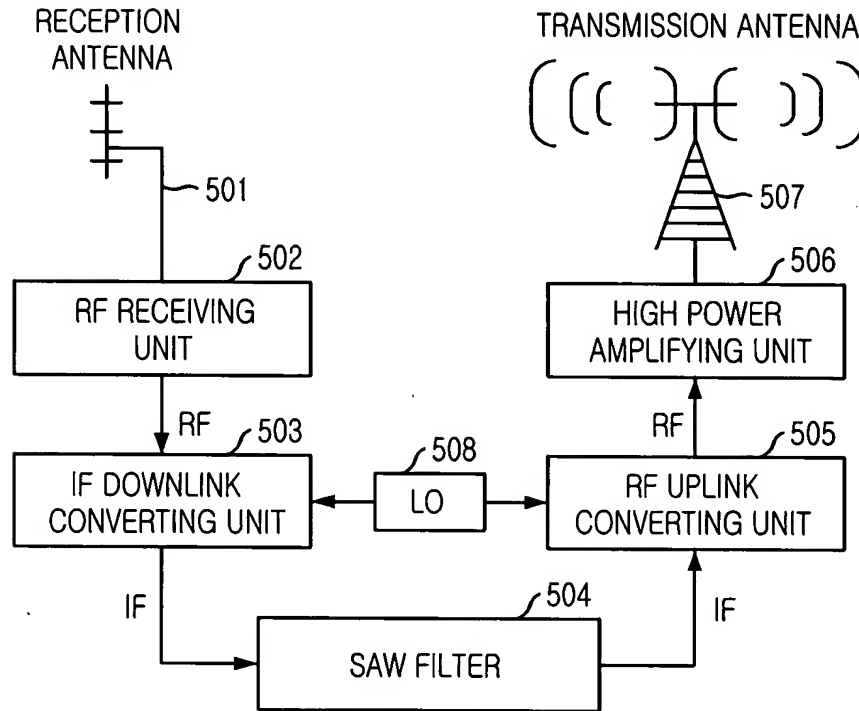 RECEPTION
ANTENNA
TRANSMISSION ANTENNA
501
507
502
RF RECEIVING
UNIT
506
HIGH POWER
AMPLIFYING UNIT
RF
503
IF DOWNLINK
CONVERTING UNIT
508
LO
RF
505
RF UPLINK
CONVERTING UNIT
IF
504
SAW FILTER
IF